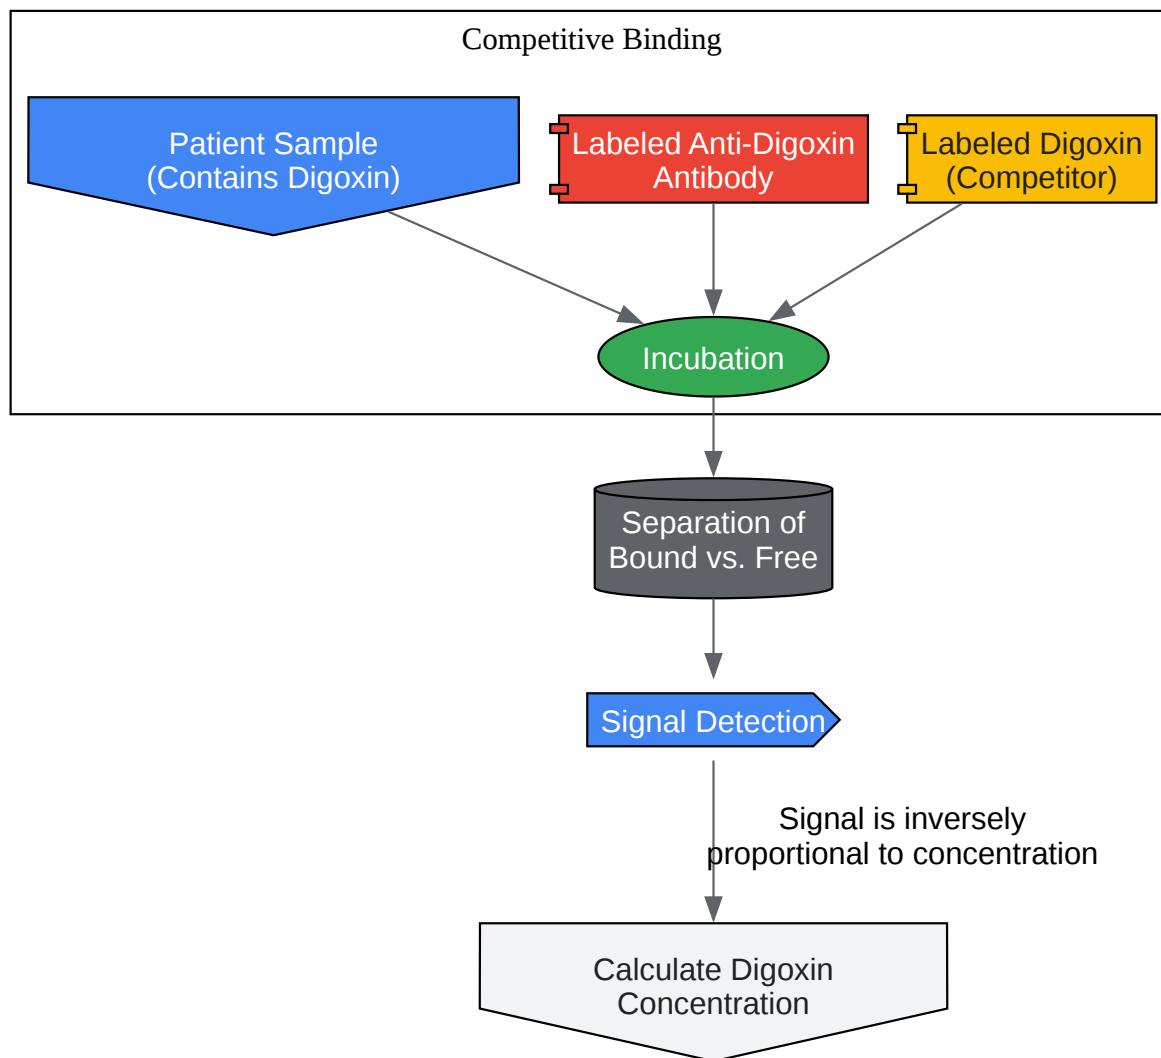 Competitive Binding
Patient Sample
(Contains Digoxin)
Labeled Anti-Digoxin
Antibody
Labeled Digoxin
(Competitor)
Incubation
Separation of
Bound vs. Free
Signal Detection
Signal is inversely
proportional to concentration
Calculate Digoxin
Concentration